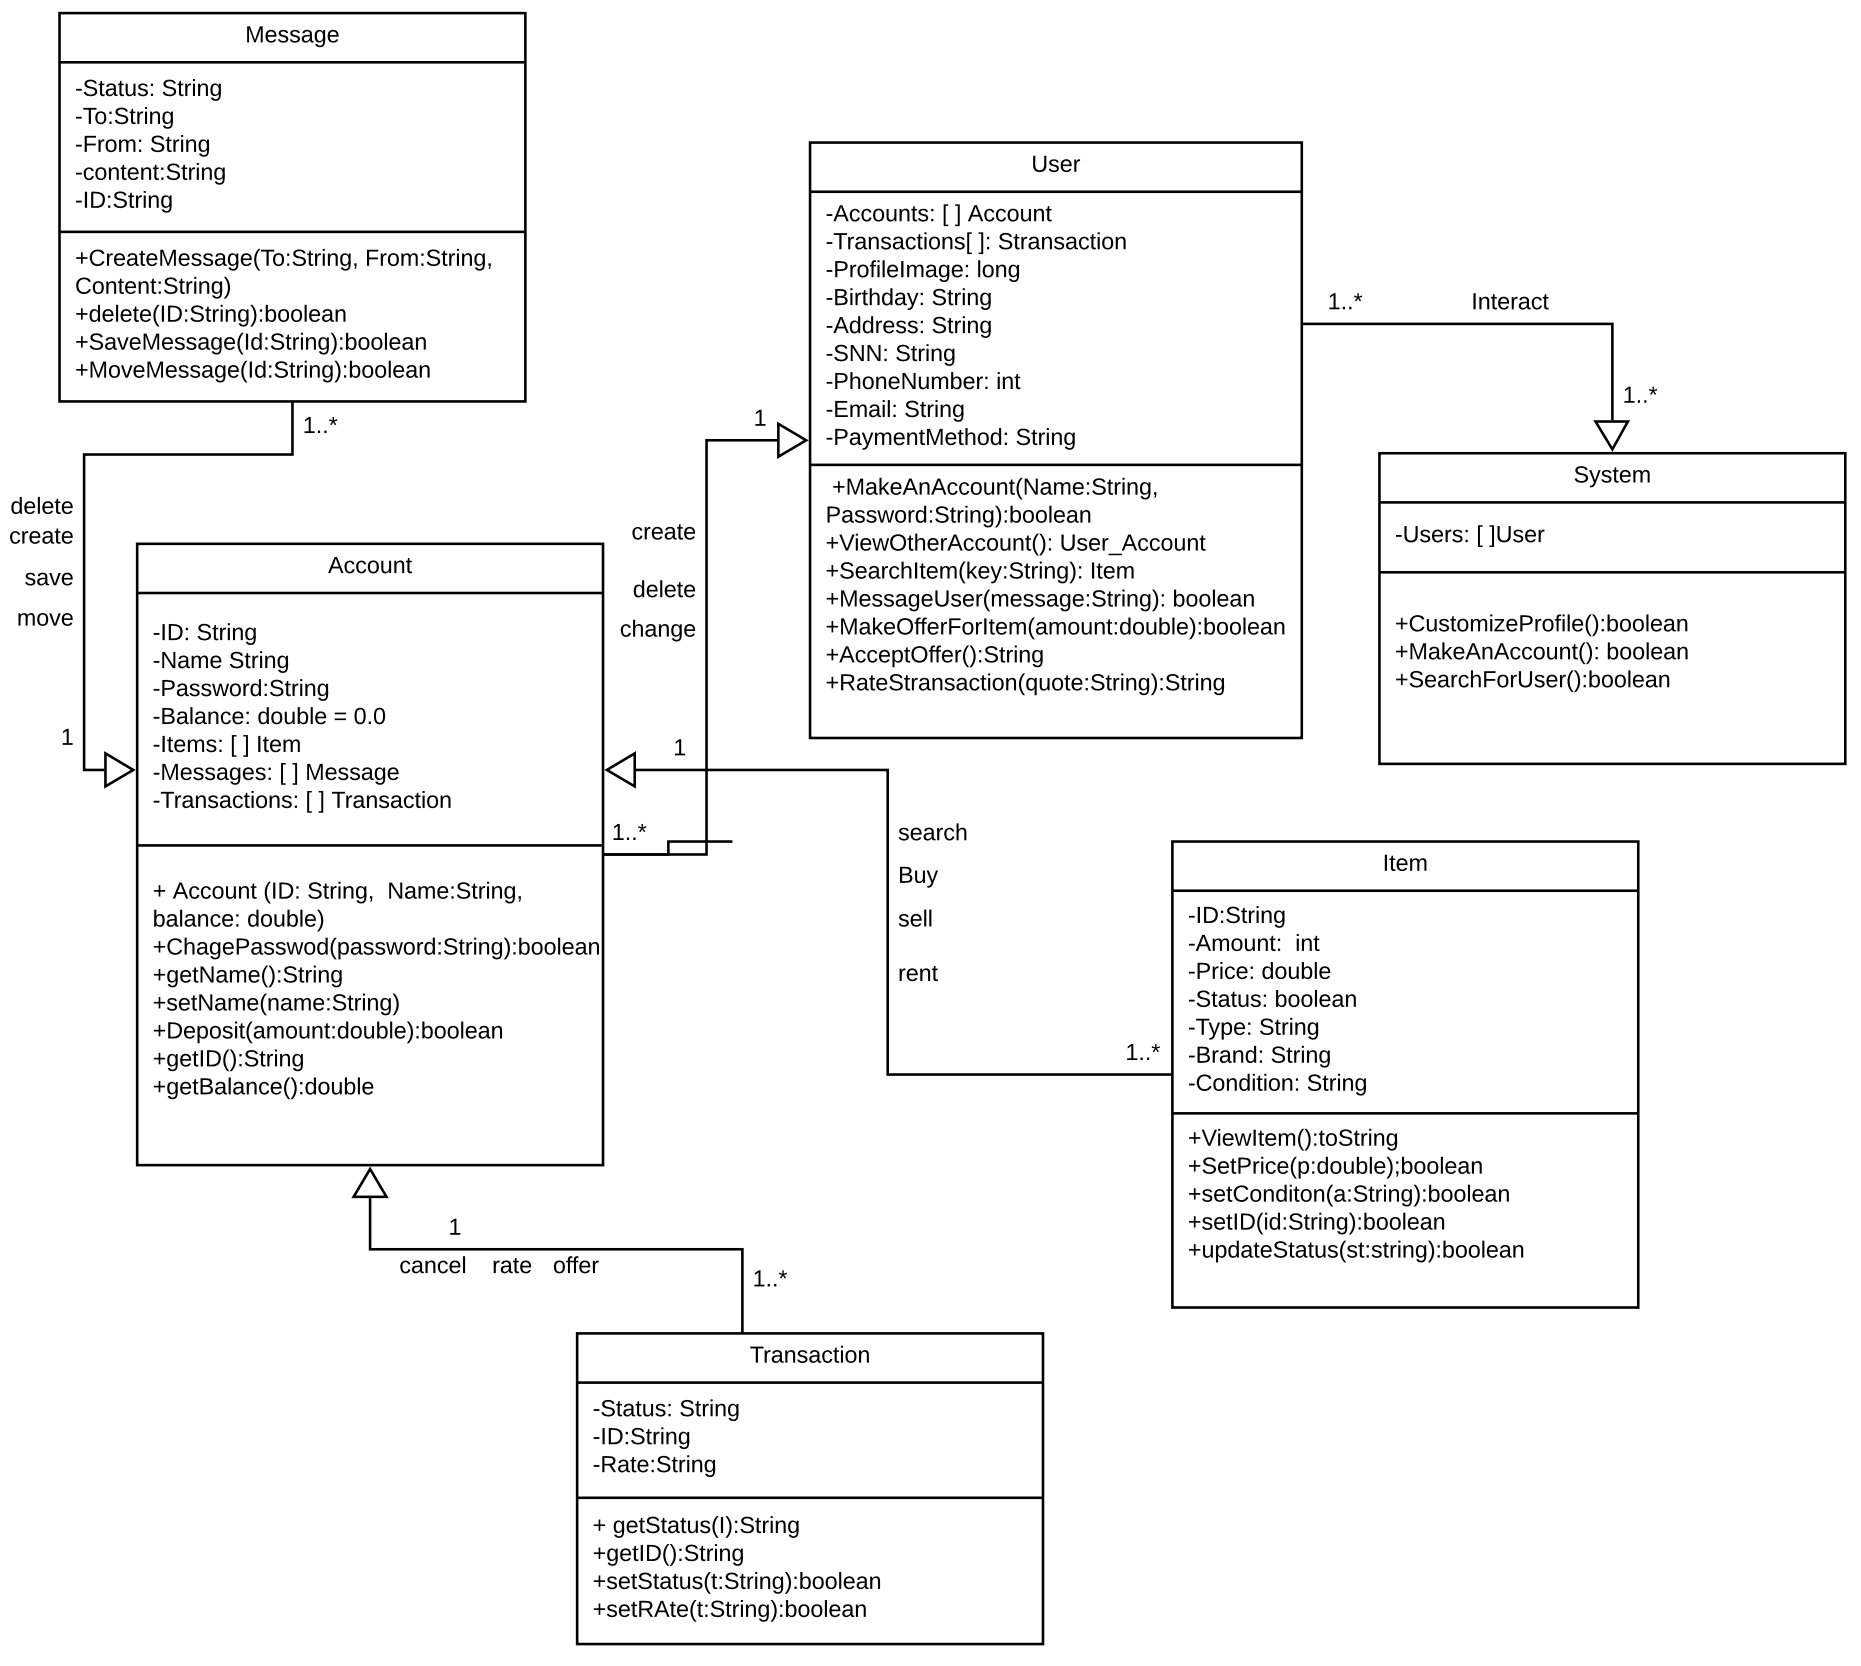 Message
-Status: String
-To:String
-From: String
-content:String
-ID:String
+CreateMessage(To:String, From:String,
Content:String)
+delete(ID:String):boolean
+SaveMessage(Id:String):boolean
+MoveMessage(Id:String):boolean
1..*
delete
create
save
move
1
User
-Accounts: [ ] Account
-Transactions[ ]: Stransaction
-ProfileImage: long
-Birthday: String
-Address: String
-SNN: String
-PhoneNumber: int
-Email: String
-PaymentMethod: String
+MakeAnAccount(Name:String,
Password:String):boolean
+ViewOtherAccount(): User_Account
+SearchItem(key:String): Item
+MessageUser(message:String): boolean
+MakeOfferForItem(amount:double):boolean
+AcceptOffer():String
+RateStransaction(quote:String):String
1..*
Interact
1..*
System
-Users: [ ]User
+CustomizeProfile():boolean
+MakeAnAccount(): boolean
+SearchForUser():boolean
1
create
delete
change
1..*
Account
-ID: String
-Name String
-Password:String
-Balance: double = 0.0
-Items: [ ] Item
-Messages: [ ] Message
-Transactions: [ ] Transaction
+ Account (ID: String,  Name:String,
balance: double)
+ChagePasswod(password:String):boolean
+getName():String
+setName(name:String)
+Deposit(amount:double):boolean
+getID():String
+getBalance():double
1
search
Buy
sell
rent
1..*
Item
-ID:String
-Amount:  int
-Price: double
-Status: boolean
-Type: String
-Brand: String
-Condition: String
+ViewItem():toString
+SetPrice(p:double);boolean
+setConditon(a:String):boolean
+setID(id:String):boolean
+updateStatus(st:string):boolean
1
cancel rate offer
1..*
Transaction
-Status: String
-ID:String
-Rate:String
+ getStatus(I):String
+getID():String
+setStatus(t:String):boolean
+setRAte(t:String):boolean